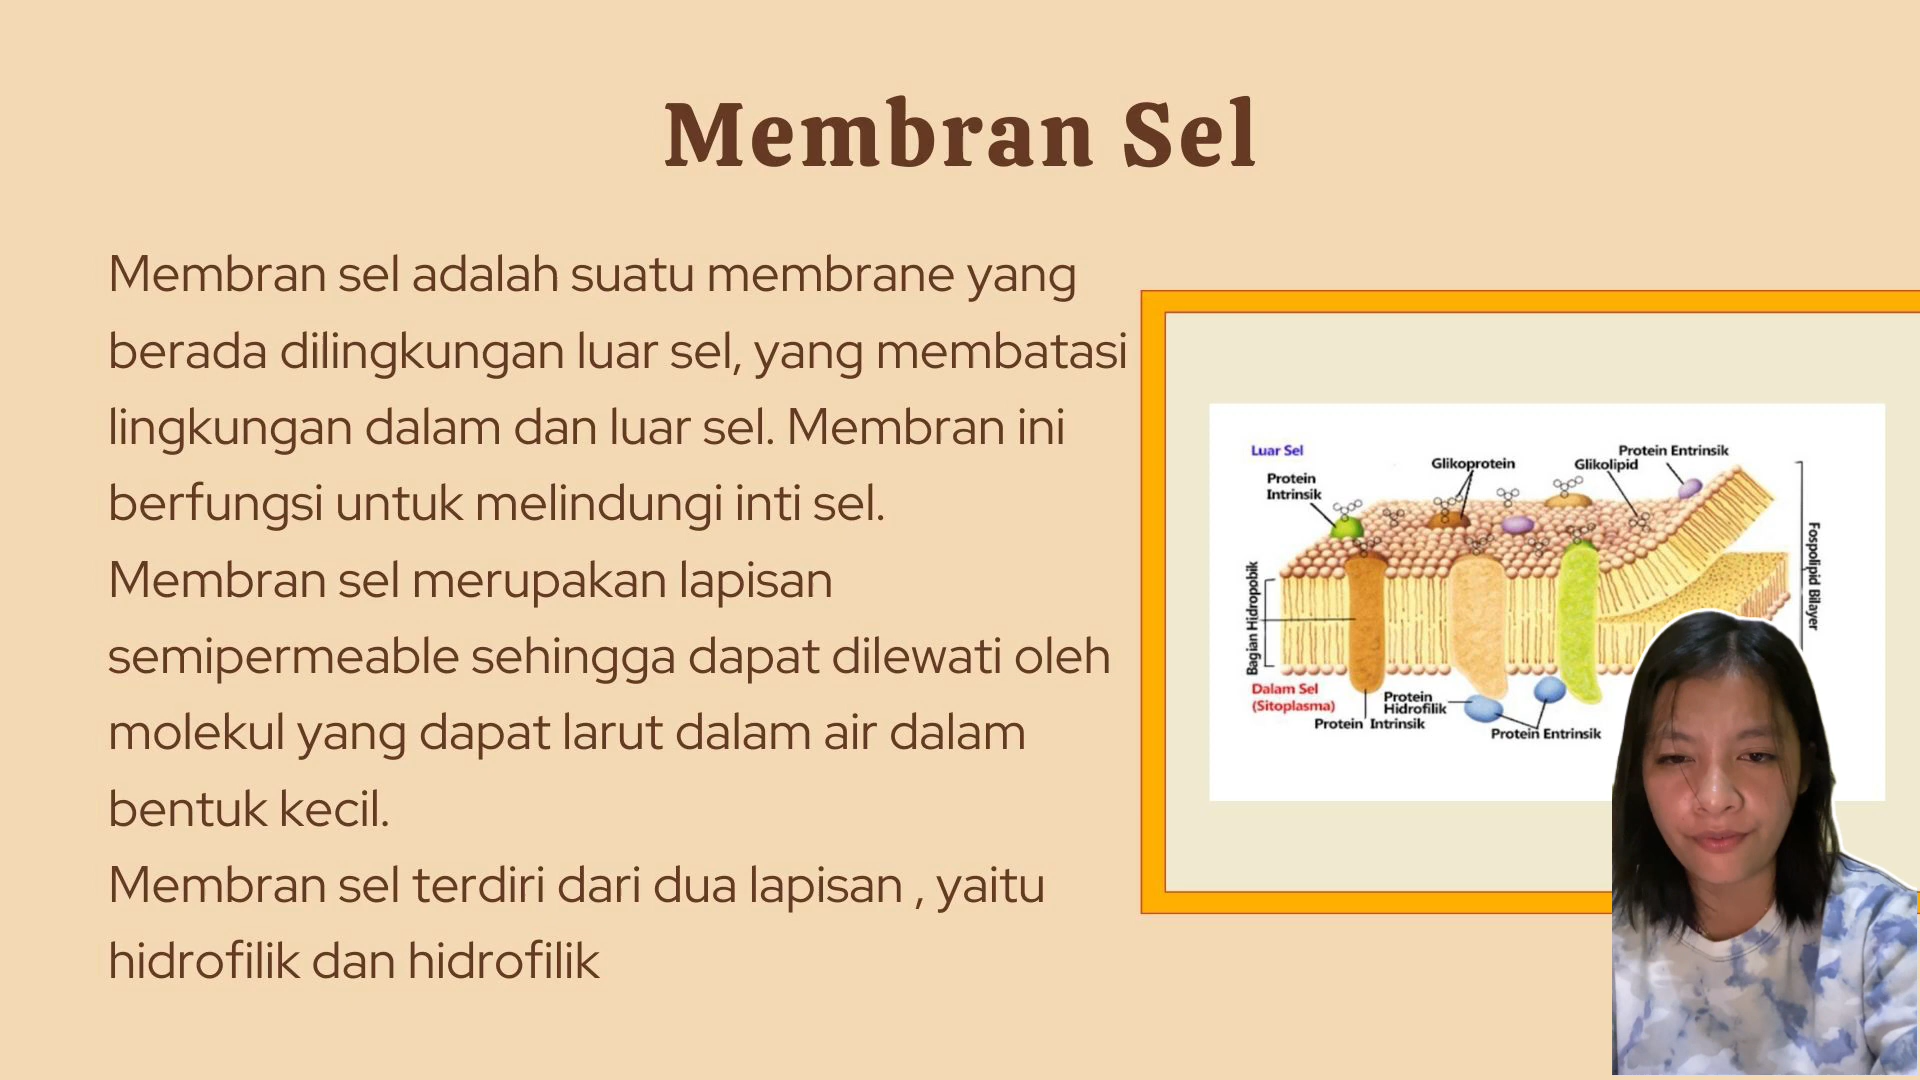 Membran Sel
Membran sel adalah suatu membrane yang
berada dilingkungan luar sel, yang membatasi
lingkungan dalam dan luar sel. Membran ini
berfungsi untuk melindungi inti sel.
Membran sel merupakan lapisan
semipermeable sehingga dapat dilewati oleh
molekul yang dapat larut dalam air dalam
bentuk kecil.
Membran sel terdiri dari dua lapisan , yaitu
hidrofilik dan hidrofilik
Luar Sel
Protein Entrinsik
Glikoprotein
Glikolipid
Protein
Intrinsik
Bagian Hidropobik
Fospolipid Bilayer
Dalam Sel
(Sitoplasma)
Protein
Hidrofilik
Protein Intrinsik
Protein Entrinsik